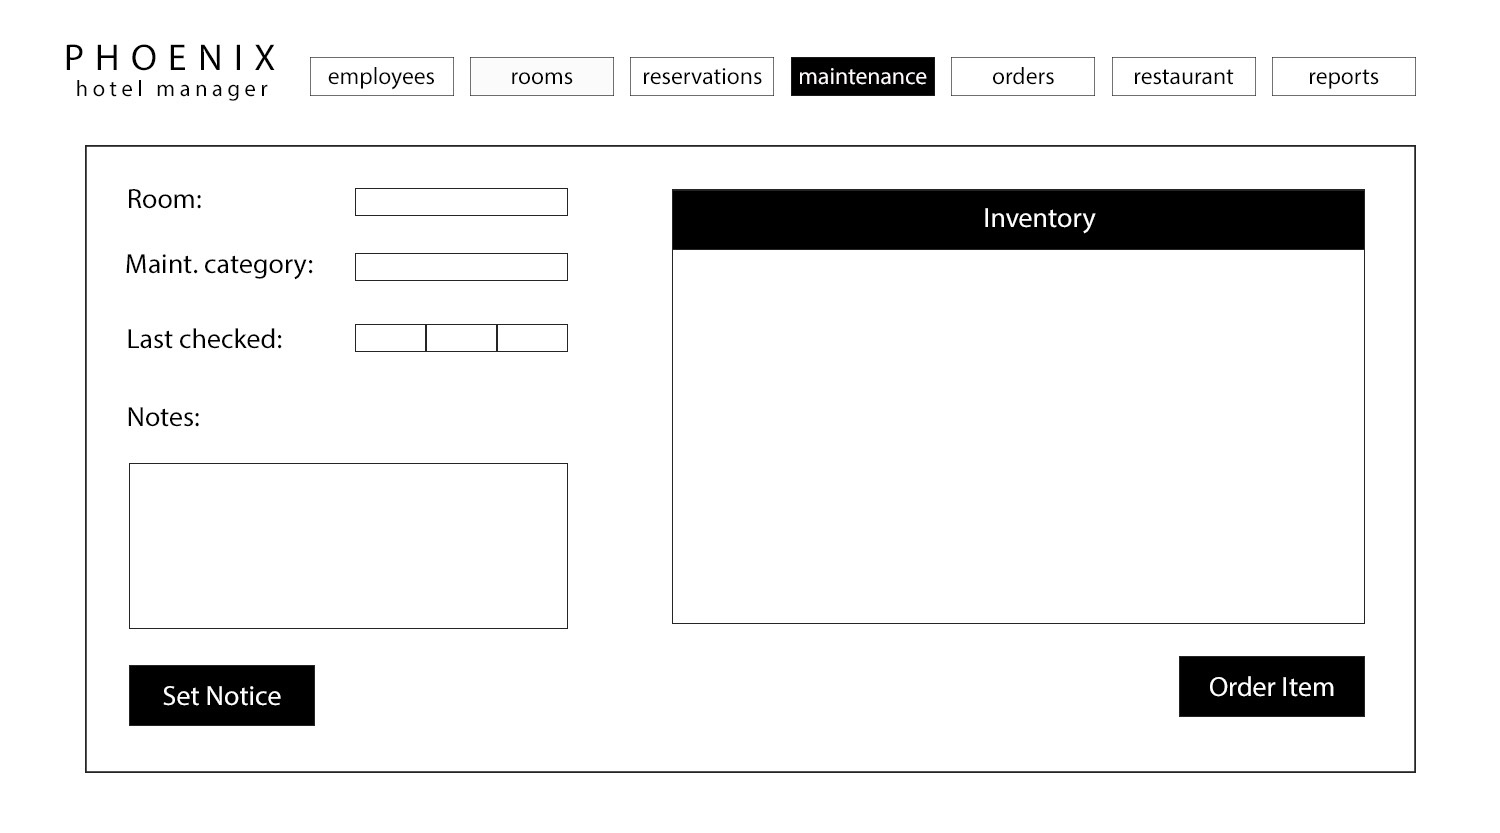 PHOENIX
hotel manager
employees
rooms
reservations
maintenance
orders
restaurant
reports
Room:
Maint. category:
Last checked:
Notes:
Set Notice
Inventory
Order Item